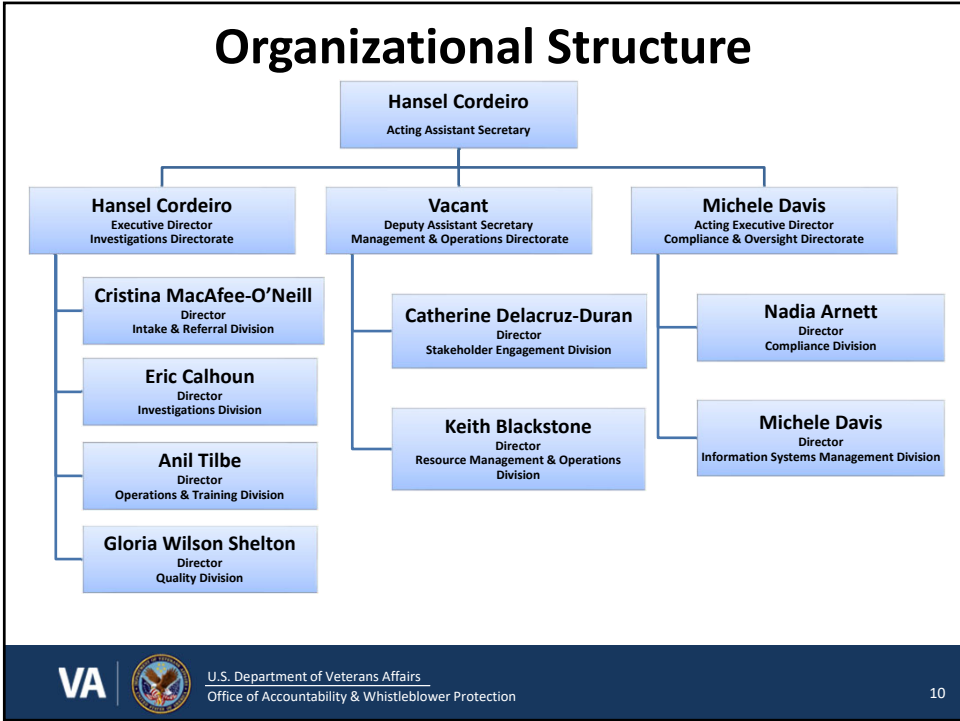 Organizational Structure
Hansel Cordeiro
Acting Assistant Secretary
Hansel Cordeiro
Executive Director
Investigations Directorate
Vacant
Deputy Assistant Secretary
Management & Operations Directorate
Michele Davis
Acting Executive Director
Compliance & Oversight Directorate
Cristina MacAfee-O’Neill
Director
Intake & Referral Division
Eric Calhoun
Director
Investigations Division
Anil Tilbe
Director
Operations & Training Division
Gloria Wilson Shelton
Director
Quality Division
Catherine Delacruz-Duran
Director
Stakeholder Engagement Division
Keith Blackstone
Director
Resource Management & Operations
Division
Nadia Arnett
Director
Compliance Division
Michele Davis
Director
Information Systems Management Division
VA
U.S. Department of Veterans Affairs
Office of Accountability & Whistleblower Protection
10